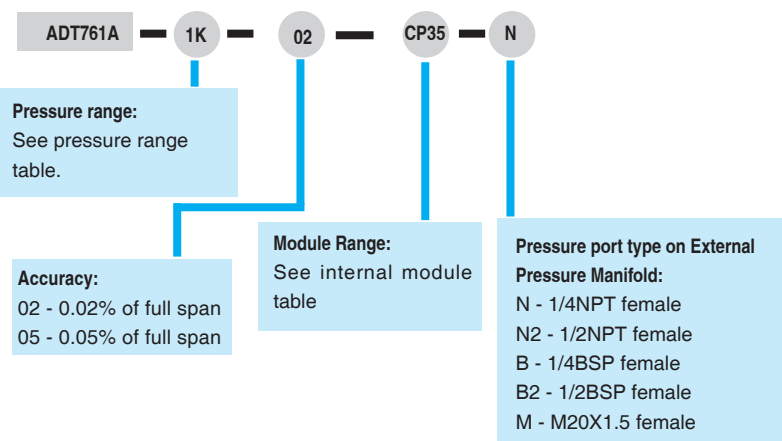 ADT761A 1K 02 CP35 N
Pressure range:
See pressure range
table.
Accuracy:
02 - 0.02% of full span
05 - 0.05% of full span
Module Range:
See internal module
table
Pressure port type on External
Pressure Manifold:
N - 1/4NPT female
N2 - 1/2NPT female
B - 1/4BSP female
B2 - 1/2BSP female
M - M20X1.5 female